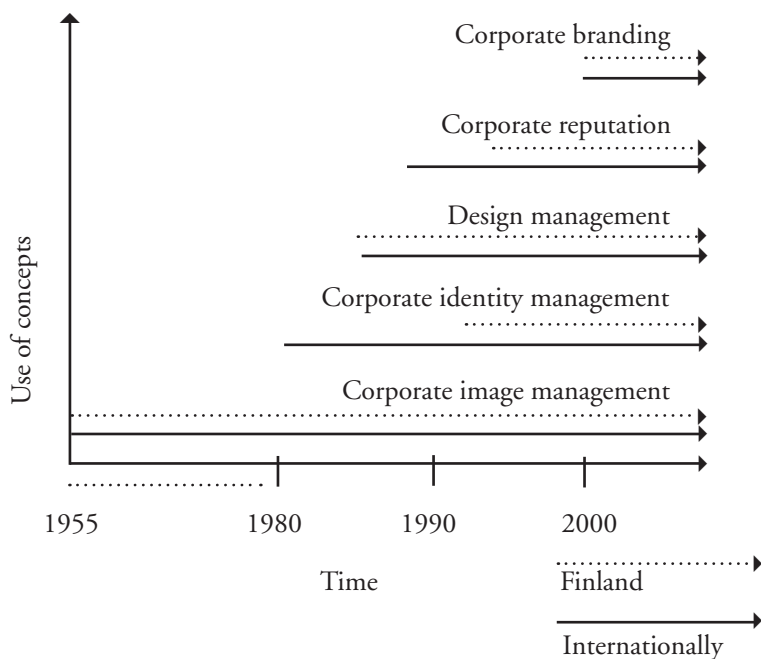 Corporate branding
Corporate reputation
Design management
Corporate identity management
Corporate image management
Use of concepts
1955 1980 1990 2000
Time
Finland
Internationally